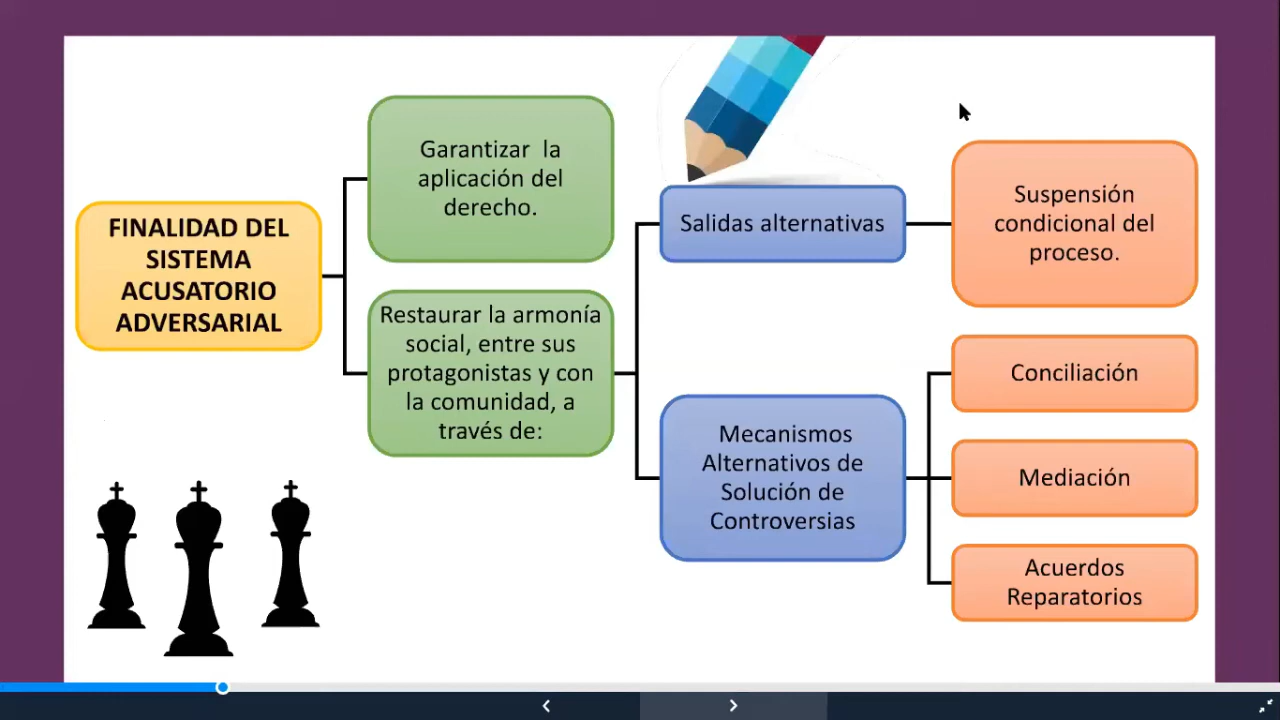 FINALIDAD DEL
SISTEMA
ACUSATORIO
ADVERSARIAL
Garantizar la
aplicación del
derecho.
Restaurar la armonía
social, entre sus
protagonistas y con
la comunidad, a
través de:
Salidas alternativas
Suspensión
condicional del
proceso.
Mecanismos
Alternativos de
Solución de
Controversias
Conciliación
Mediación
Acuerdos
Reparatorios